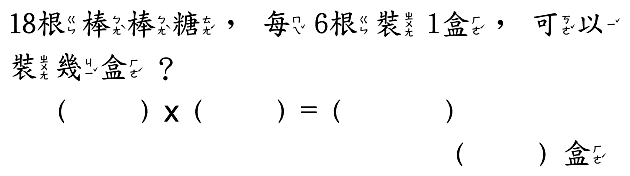 18根棒棒糖，每6根裝1盒，可以
裝幾盒？
(　　)x(　　)=(　　)
(　　)盒